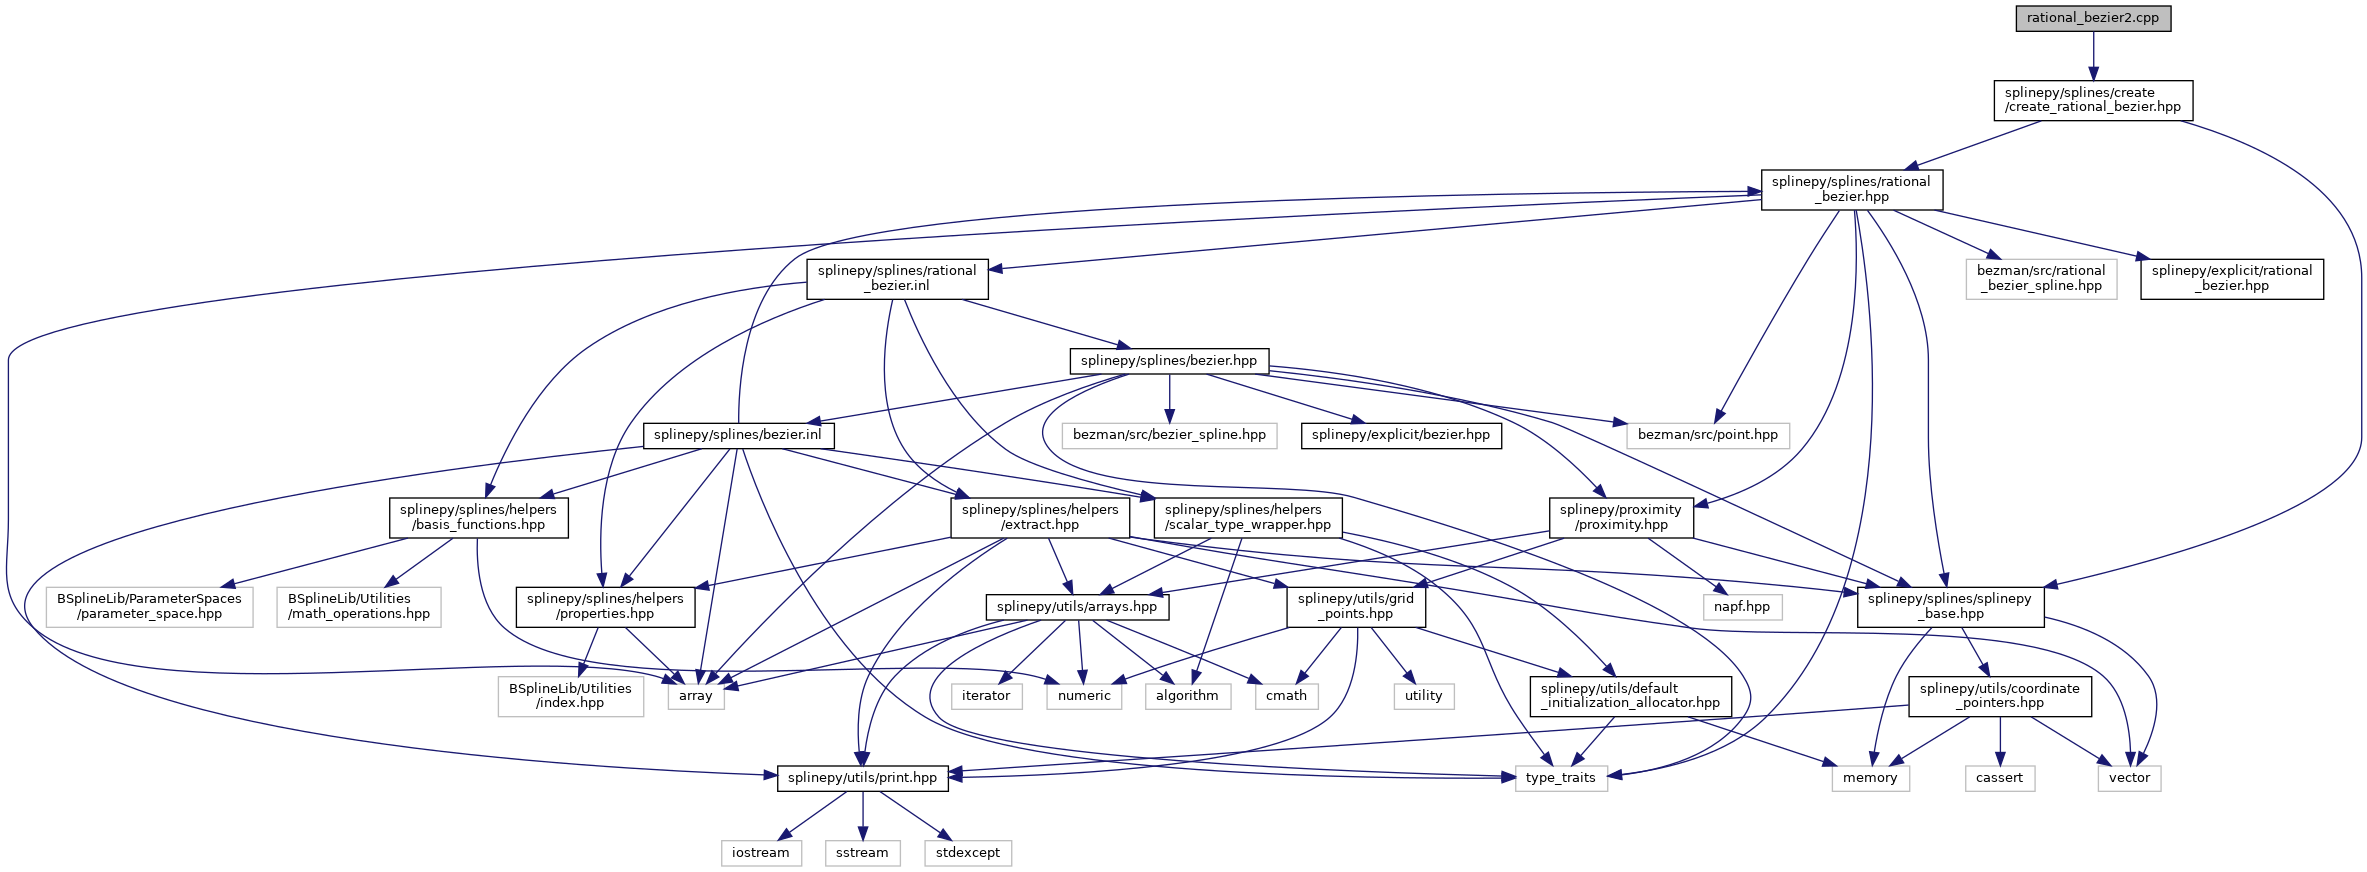 rational_bezier2.cpp
splinepy/splines/create
/create_rational_bezier.hpp
splinepy/splines/rational
_bezier.hpp
splinepy/splines/rational
_bezier.inl
bezman/src/rational
_bezier_spline.hpp
splinepy/explicit/rational
_bezier.hpp
splinepy/splines/bezier.hpp
splinepy/splines/bezier.inl
bezman/src/bezier_spline.hpp
splinepy/explicit/bezier.hpp
bezman/src/point.hpp
splinepy/splines/helpers
/basis_functions.hpp
splinepy/splines/helpers
/extract.hpp
splinepy/splines/helpers
/scalar_type_wrapper.hpp
splinepy/proximity
/proximity.hpp
BSplineLib/ParameterSpaces
/parameter_space.hpp
BSplineLib/Utilities
/math_operations.hpp
splinepy/splines/helpers
/properties.hpp
splinepy/utils/arrays.hpp
splinepy/utils/grid
_points.hpp
napf.hpp
splinepy/splines/splinepy
_base.hpp
BSplineLib/Utilities
/index.hpp
array
iterator
numeric
algorithm
cmath
utility
splinepy/utils/default
_initialization_allocator.hpp
splinepy/utils/coordinate
_pointers.hpp
splinepy/utils/print.hpp
type_traits
memory
cassert
vector
iostream
sstream
stdexcept